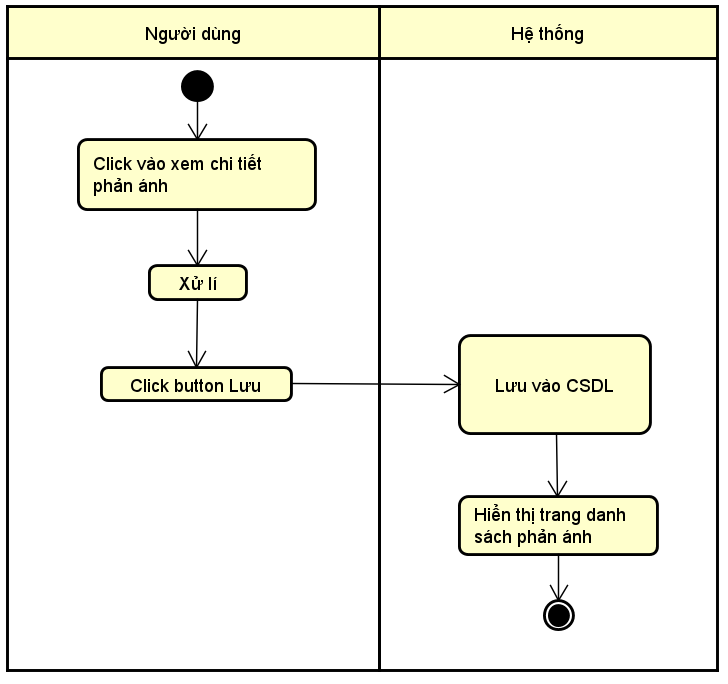 Người dùng
Hệ thống
Click vào xem chi tiết
phản ánh
Xử lí
Click button Lưu
Lưu vào CSDL
Hiển thị trang danh
sách phản ánh